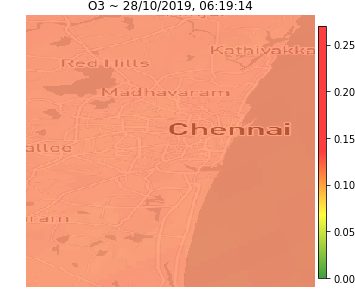 O3 ~ 28/10/2019, 06:19:14
Kathivakka
Red Hills
Madhavaram
Chennai
allee
ram
0.25
0.20
0.15
0.10
0.05
0.00